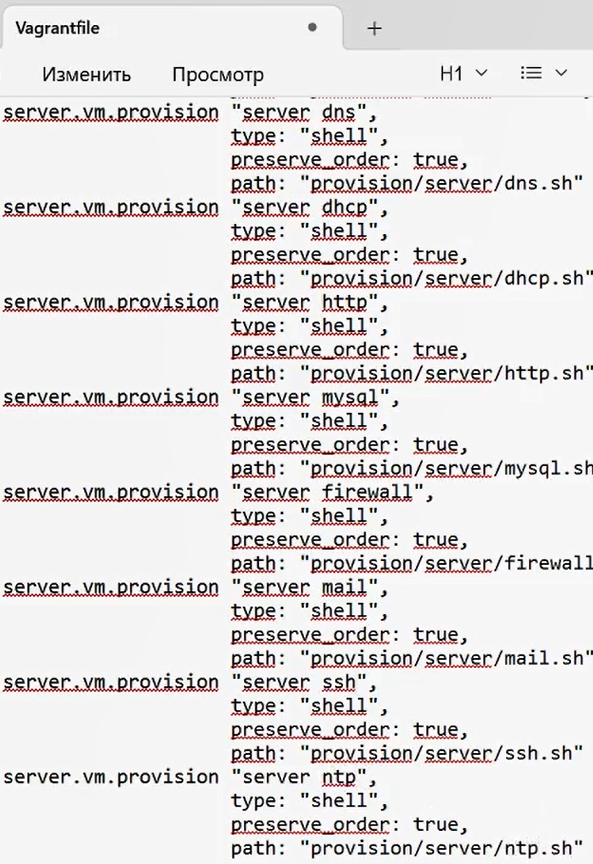 Vagrantfile
Изменить Просмотр H1
server.vm.provision "server dns",
type: "shell",
preserve_order: true,
path: "provision/server/dns.sh"
server.vm.provision "server dhcp",
type: "shell",
preserve_order: true,
path: "provision/server/dhcp.sh"
server.vm.provision "server http",
type: "shell",
preserve_order: true,
path: "provision/server/http.sh"
server.vm.provision "server mysql",
type: "shell",
preserve_order: true,
path: "provision/server/mysql.sh
server.vm.provision "server firewall",
type: "shell",
preserve_order: true,
path: "provision/server/firewall
server.vm.provision "server mail",
type: "shell",
preserve_order: true,
path: "provision/server/mail.sh"
server.vm.provision "server ssh",
type: "shell",
preserve_order: true,
path: "provision/server/ssh.sh"
server.vm.provision "server ntp",
type: "shell",
preserve_order: true,
path: "provision/server/ntp.sh"